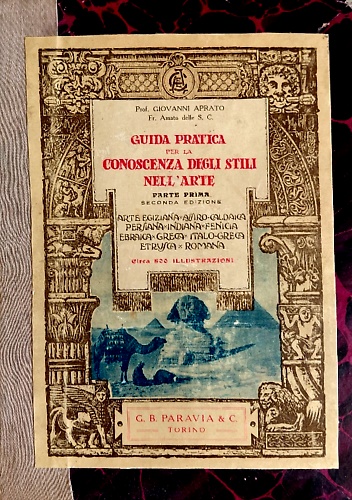 Prof. GIOVANNI APRATO
Fr. Amato delle S. C.
GUIDA PRATICA
PER LA
CONOSCENZA DEGLI STILI
NELL'ARTE
PARTE PRIMA
SECONDA EDIZIONE
ARTE EGIZIANA - ASSIRO-CALDAICA
PERSIANA - INDIANA - FENICIA
EBRAICA - GRECA - ITALO-GRECA
ETRUSCA - ROMANA
Circa 800 ILLUSTRAZIONI
G. B. PARAVIA & C.
TORINO